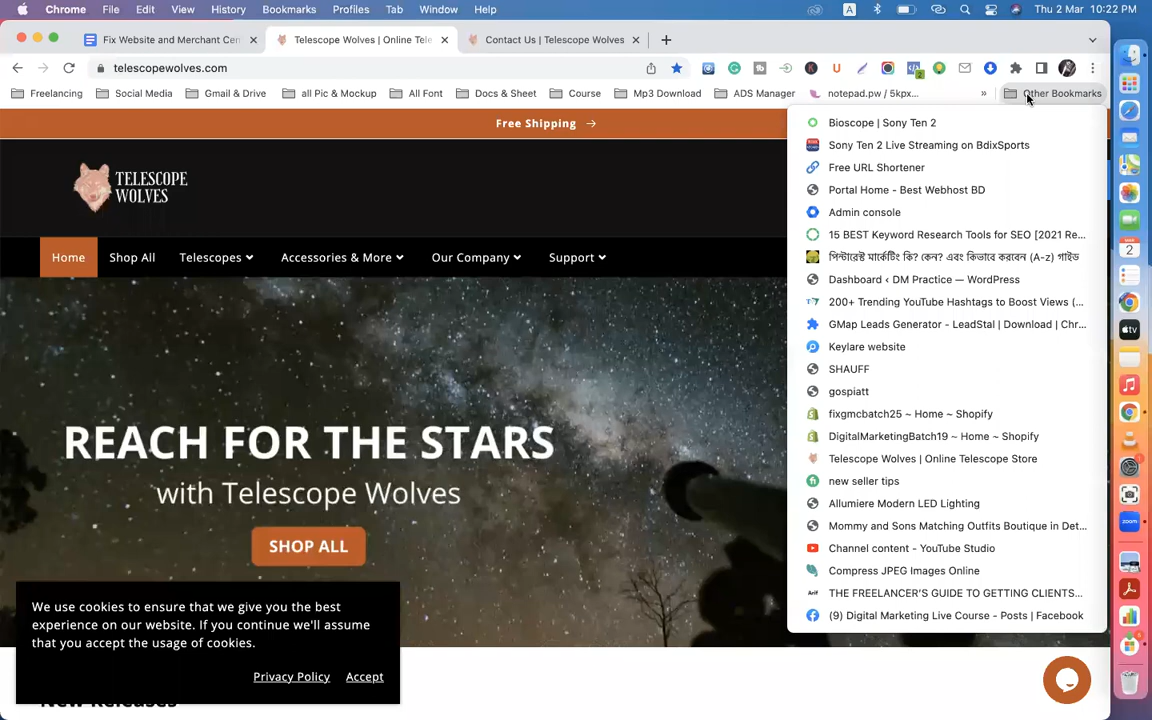 Chrome File Edit View History Bookmarks Profiles Tab Window Help A Thu 2 Mar 10:22 PM
Fix Website and Merchant Cen
Telescope Wolves | Online Tele
Contact Us | Telescope Wolves
telescopewolves.com
Freelancing Social Media Gmail & Drive all Pic & Mockup All Font Docs & Sheet Course Mp3 Download ADS Manager notepad.pw / 5kpx... » Other Bookmarks
Free Shipping →
TELESCOPE
WOLVES
Home Shop All Telescopes Accessories & More Our Company Support
REACH FOR THE STARS
with Telescope Wolves
SHOP ALL
We use cookies to ensure that we give you the best
experience on our website. If you continue we'll assume
that you accept the usage of cookies.
Privacy Policy Accept
New Releases
Bioscope | Sony Ten 2
Sony Ten 2 Live Streaming on BdixSports
Free URL Shortener
Portal Home - Best Webhost BD
Admin console
15 BEST Keyword Research Tools for SEO [2021 Re...
পিন্টারেস্ট মার্কেটিং কি? কেন? এবং কিভাবে করবেন (A-z) গাইড
Dashboard ‹ DM Practice — WordPress
200+ Trending YouTube Hashtags to Boost Views (...
GMap Leads Generator - LeadStal | Download | Chr...
Keylare website
SHAUFF
gospiatt
fixgmcbatch25 ~ Home ~ Shopify
DigitalMarketingBatch19 ~ Home ~ Shopify
Telescope Wolves | Online Telescope Store
new seller tips
Allumiere Modern LED Lighting
Mommy and Sons Matching Outfits Boutique in Det...
Channel content - YouTube Studio
Compress JPEG Images Online
THE FREELANCER'S GUIDE TO GETTING CLIENTS...
(9) Digital Marketing Live Course - Posts | Facebook